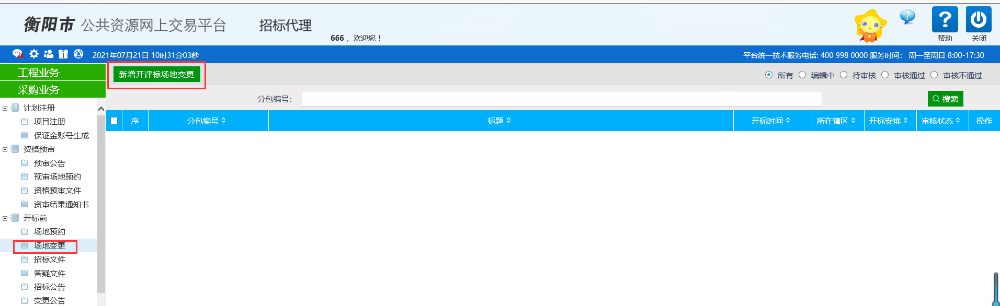 衡阳市 公共资源网上交易平台 招标代理
666 ，欢迎您！
帮助 关闭
2021年07月21日 10时31分03秒 平台统一技术服务电话: 400 998 0000 服务时间： 周一至周日 8:00-17:30
工程业务
采购业务
计划注册
项目注册
保证金账号生成
资格预审
预审公告
预审场地预约
资格预审文件
资审结果通知书
开标前
场地预约
场地变更
招标文件
答疑文件
招标公告
变更公告
新增开评标场地变更 所有 编辑中 待审核 审核通过 审核不通过
分包编号： 搜索
序 分包编号 标题 开标时间 所在辖区 开标安排 审核状态 操作